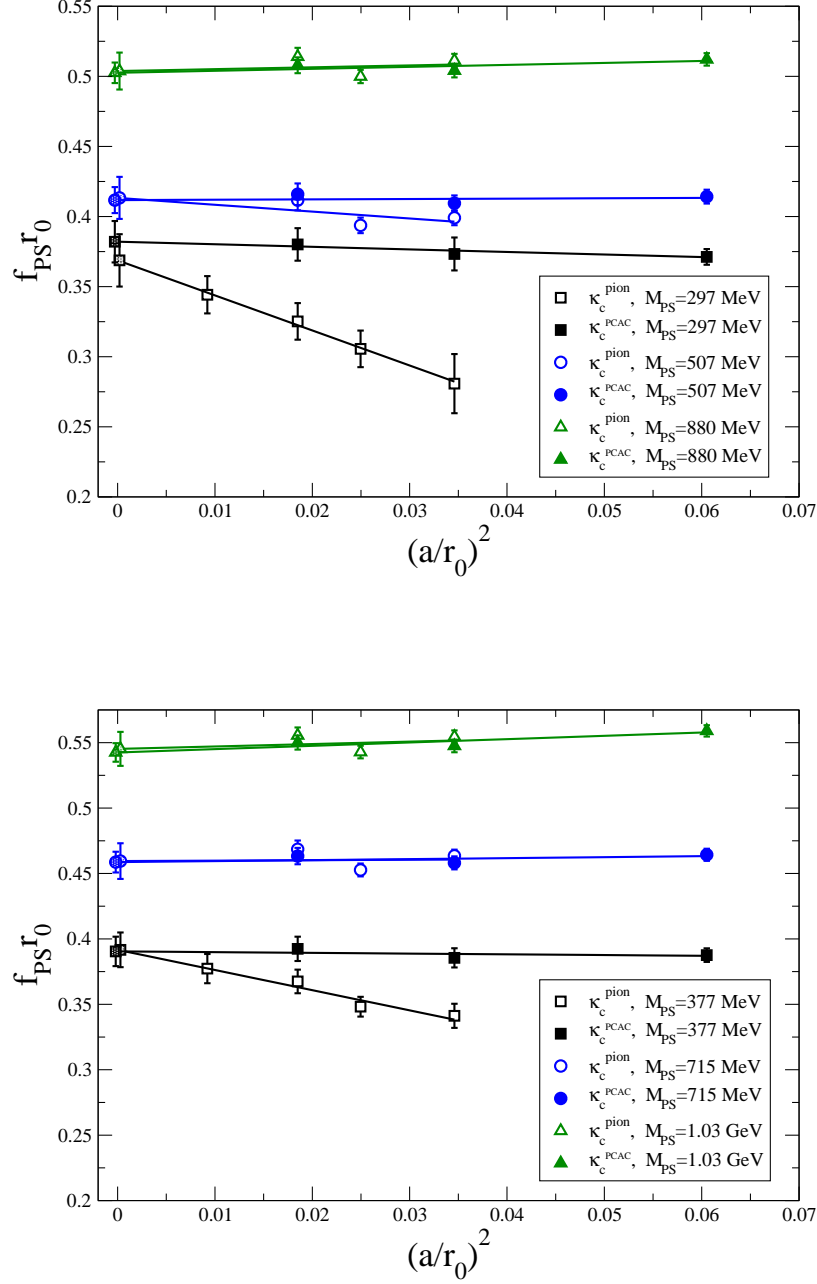 0.55
0.5
0.45
0.4
0.35
0.3
0.25
0.2
f_PS r_0
κ_c^pion, M_PS=297 MeV
κ_c^PCAC, M_PS=297 MeV
κ_c^pion, M_PS=507 MeV
κ_c^PCAC, M_PS=507 MeV
κ_c^pion, M_PS=880 MeV
κ_c^PCAC, M_PS=880 MeV
0 0.01 0.02 0.03 0.04 0.05 0.06 0.07
(a/r_0)^2
0.55
0.5
0.45
0.4
0.35
0.3
0.25
0.2
f_PS r_0
κ_c^pion, M_PS=377 MeV
κ_c^PCAC, M_PS=377 MeV
κ_c^pion, M_PS=715 MeV
κ_c^PCAC, M_PS=715 MeV
κ_c^pion, M_PS=1.03 GeV
κ_c^PCAC, M_PS=1.03 GeV
0 0.01 0.02 0.03 0.04 0.05 0.06 0.07
(a/r_0)^2